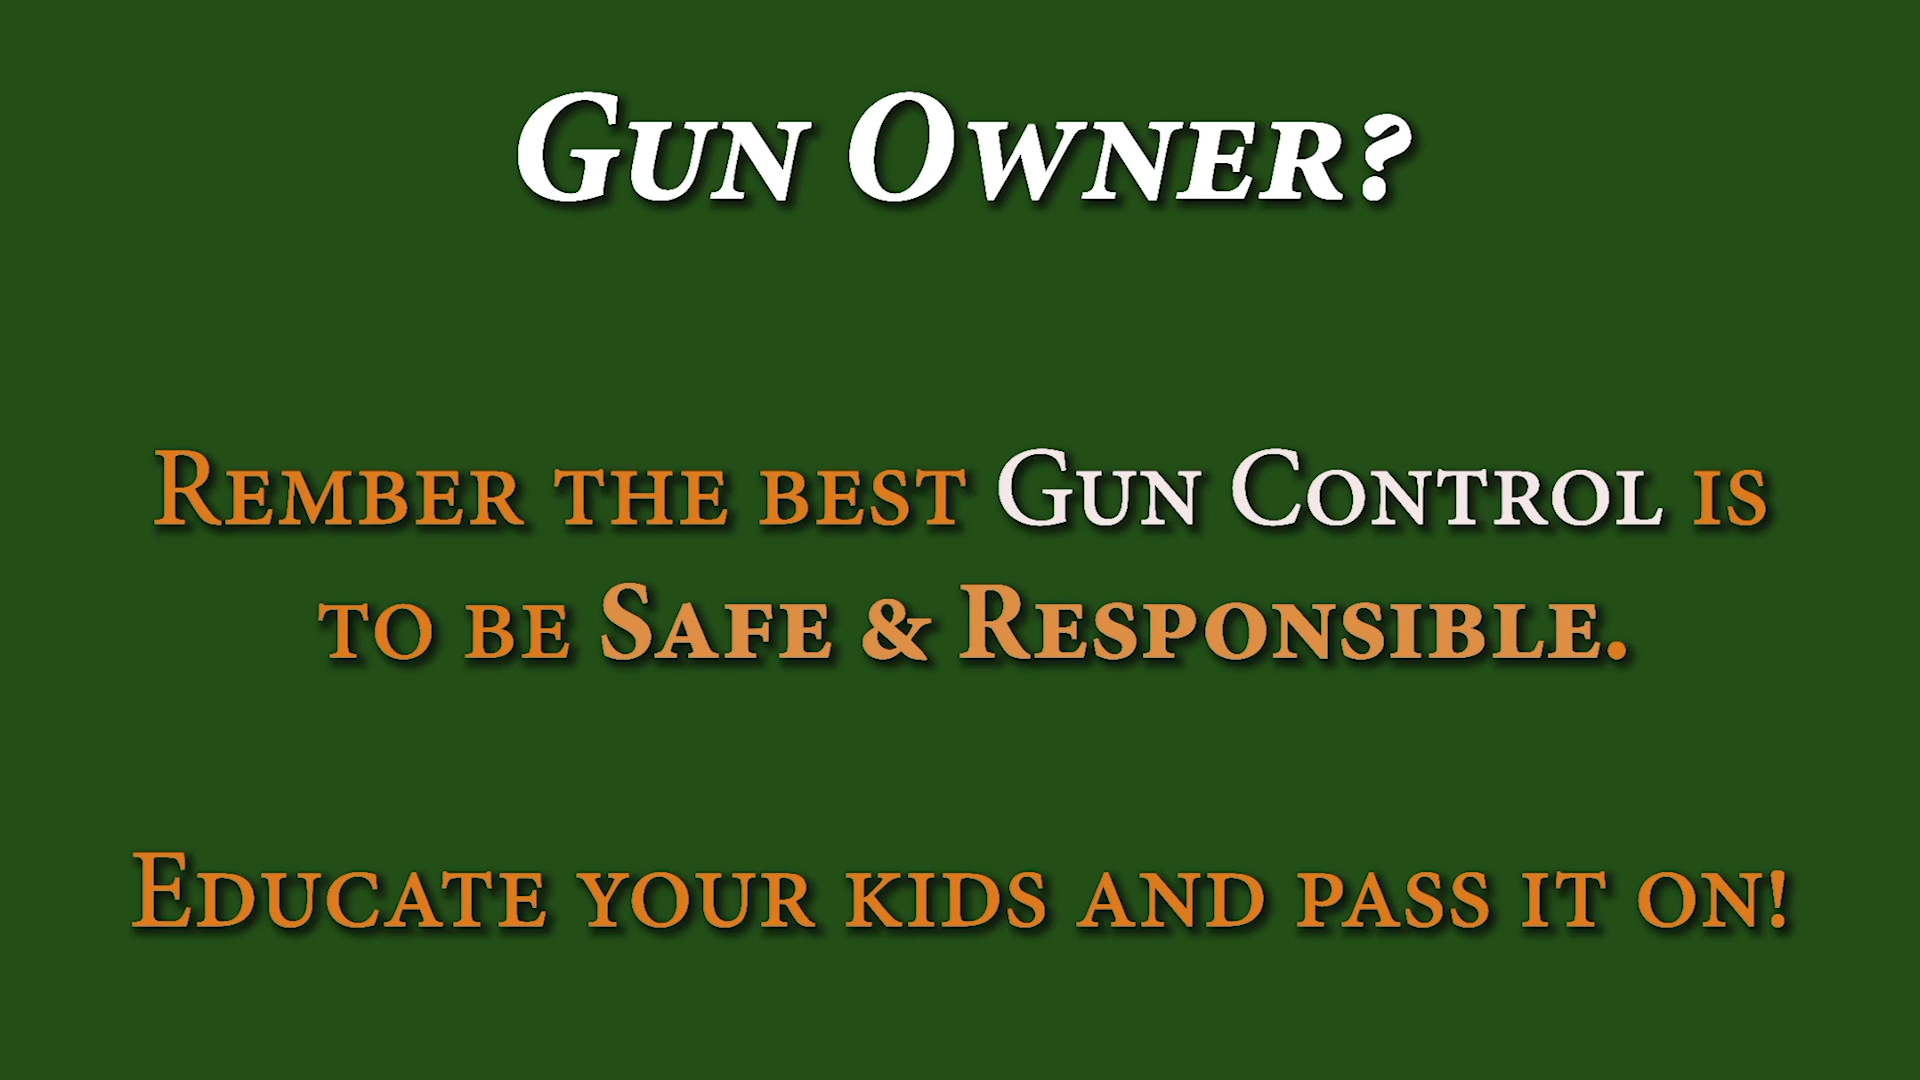 Gun Owner?
Rember the best Gun Control is
to be Safe & Responsible.
Educate your kids and pass it on!